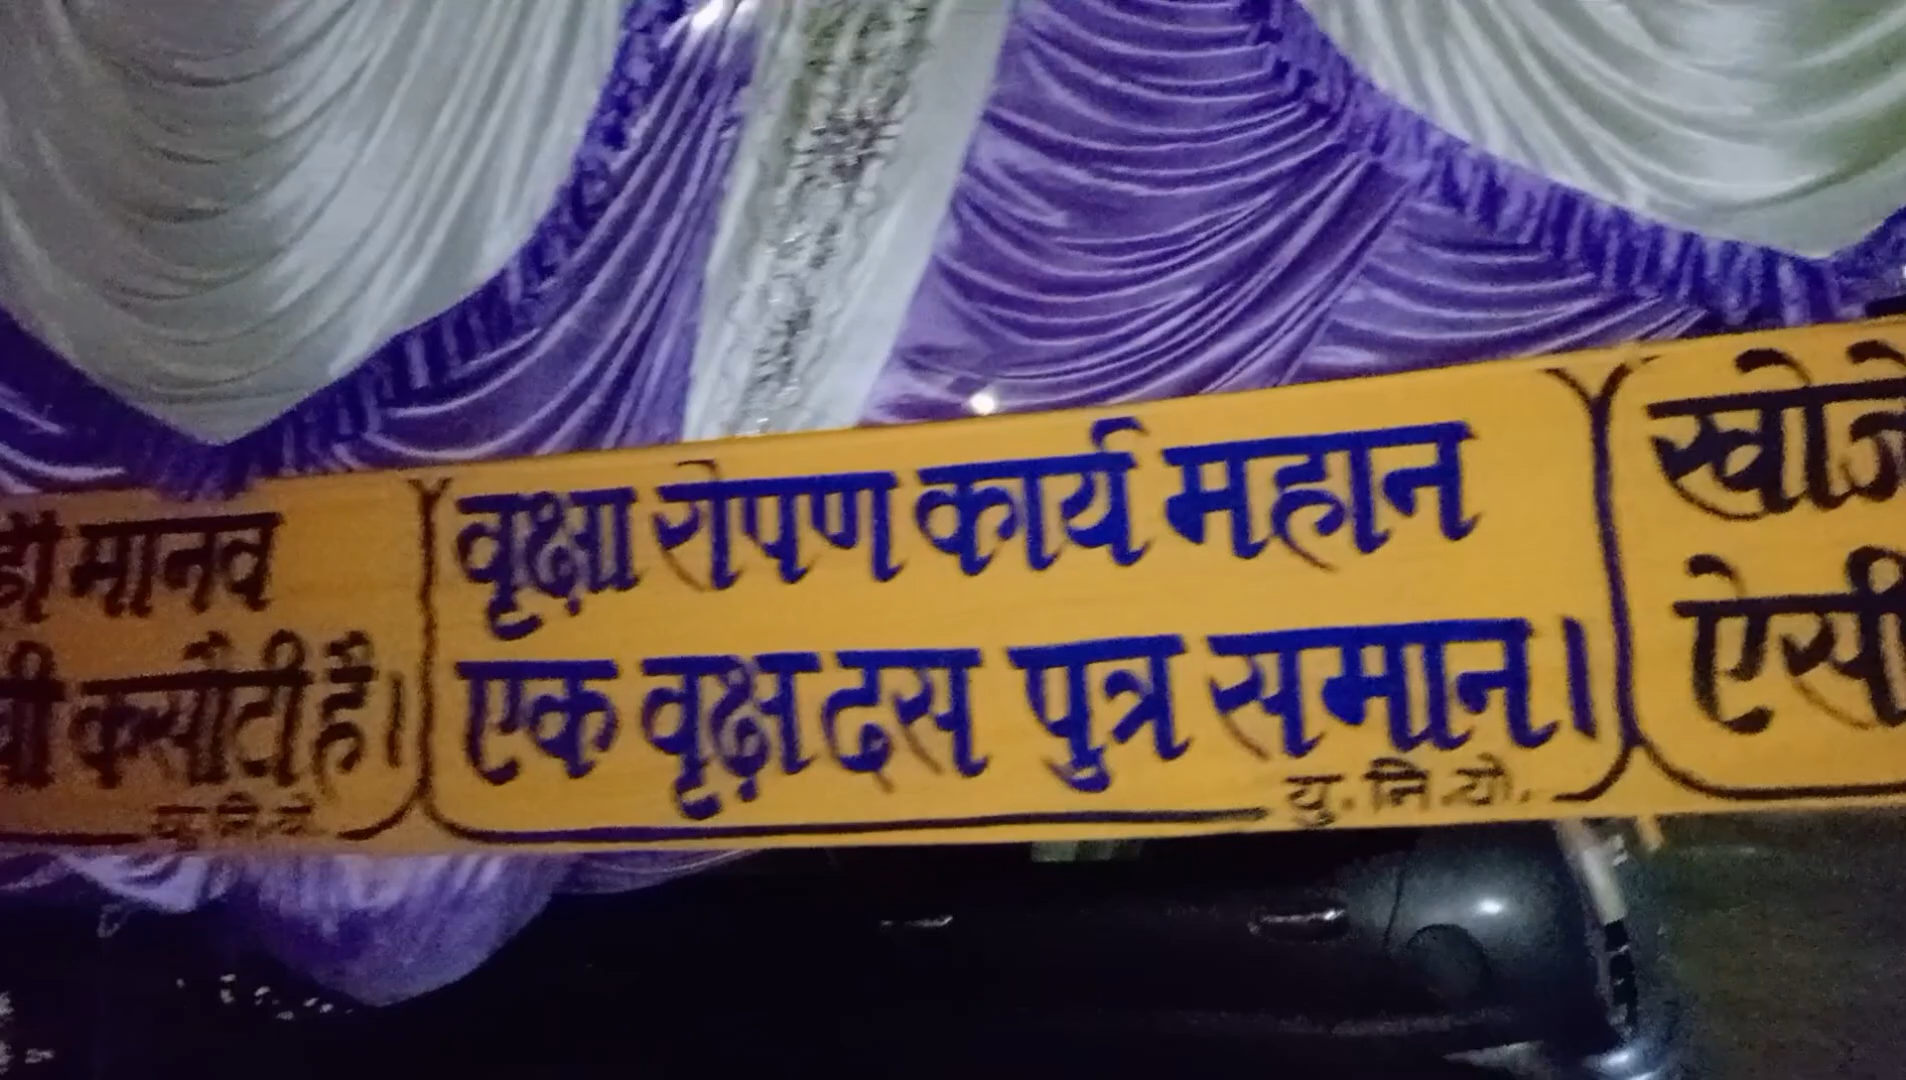 मानव
कसौटी है।
यु.नि.यो.
वृक्षा रोपण कार्य महान
एक वृक्ष दस पुत्र समान।
यु.नि.यो.
ऐसी